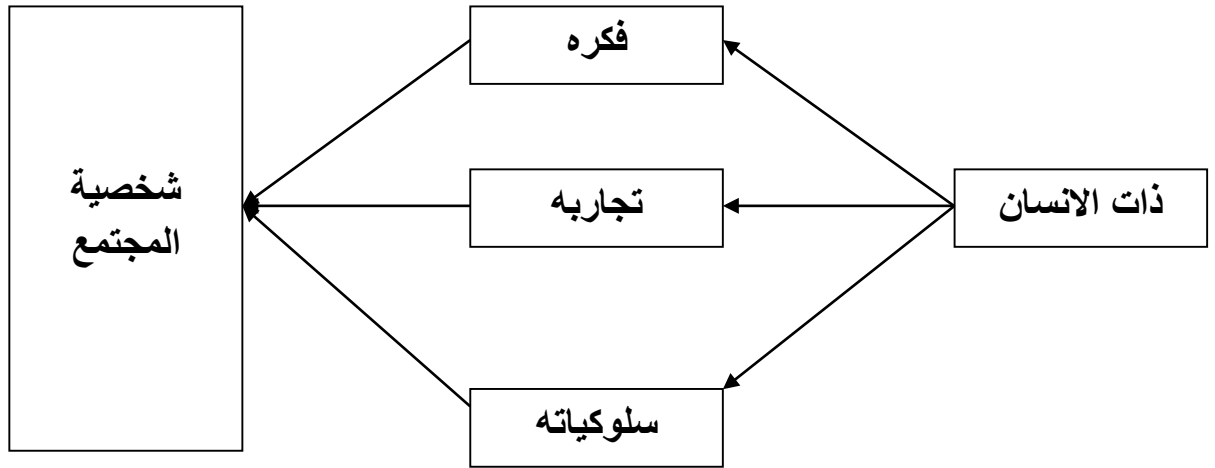 ذات الانسان
فكره
تجاربه
سلوكياته
شخصية
المجتمع